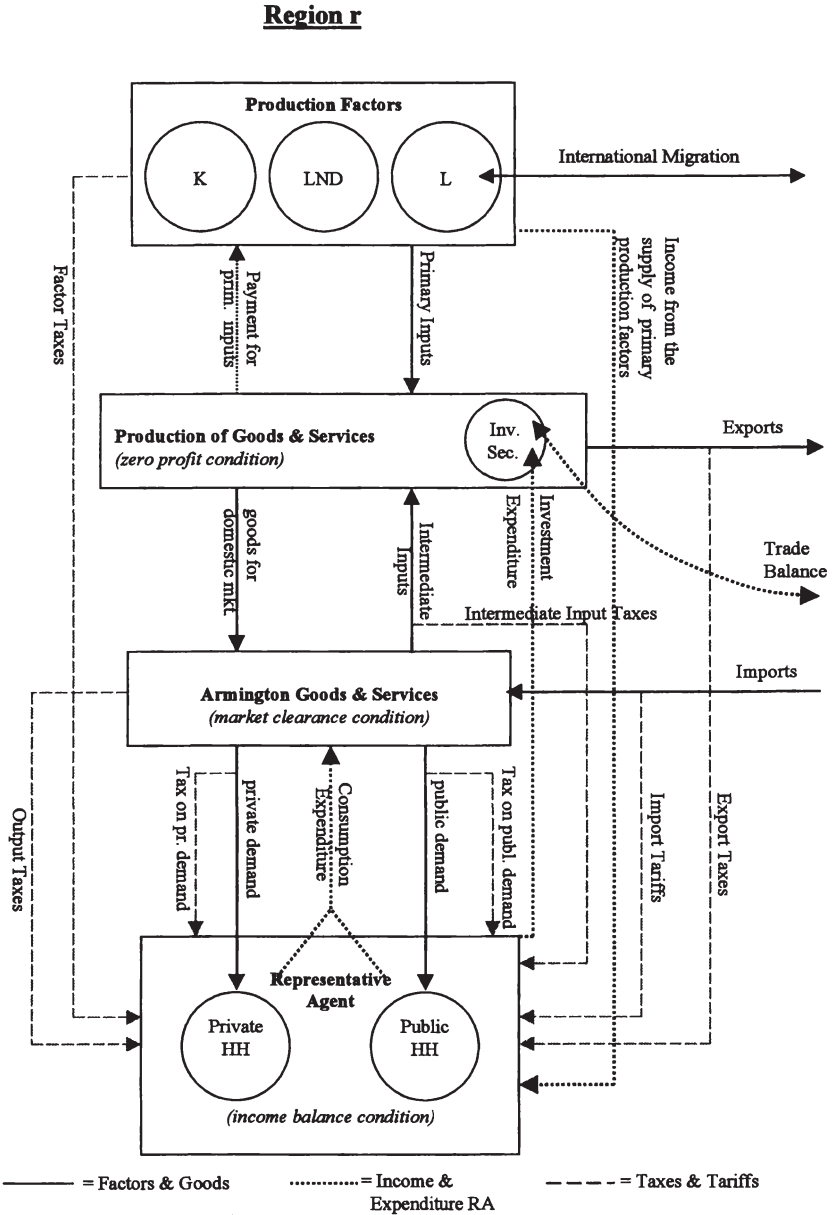 Region r
Production Factors
K
LND
L
International Migration
Factor Taxes
Payment for
prim. inputs
Primary Inputs
Income from the
supply of primary
production factors
Production of Goods & Services
(zero profit condition)
Inv.
Sec.
Exports
goods for
domestic mkt
Intermediate
Inputs
Investment
Expenditure
Trade
Balance
Intermediate Input Taxes
Armington Goods & Services
(market clearance condition)
Imports
Output Taxes
Tax on pr. demand
private demand
Consumption
Expenditure
public demand
Tax on publ. demand
Import Tariffs
Export Taxes
Representative
Agent
Private
HH
Public
HH
(income balance condition)
= Factors & Goods
= Income &
Expenditure RA
= Taxes & Tariffs